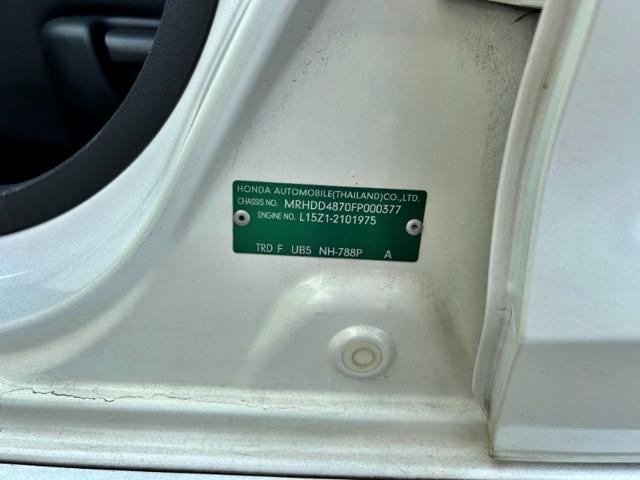 HONDA AUTOMOBILE(THAILAND)CO.,LTD.
CHASSIS NO. MRHDD4870FP000377
ENGINE NO. L15Z1-2101975
TRD F UB5 NH-788P A